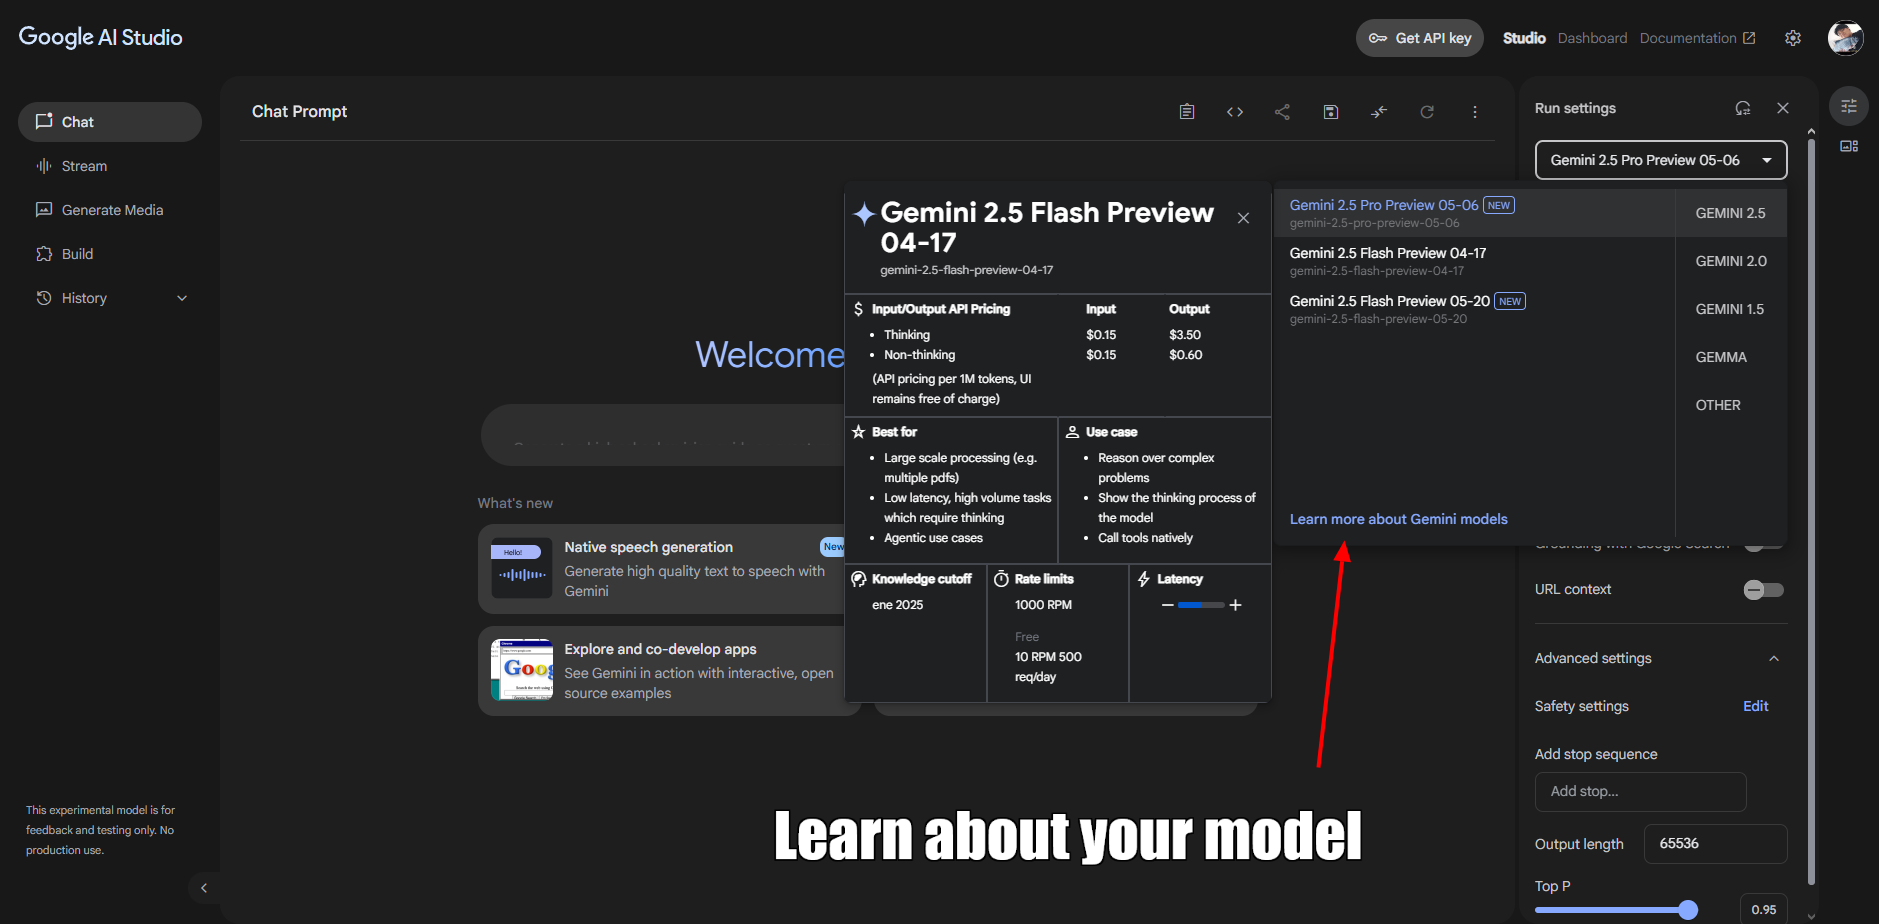 Google AI Studio
Get API key
Studio
Dashboard
Documentation
Chat
Stream
Generate Media
Build
History
This experimental model is for
feedback and testing only. No
production use.
Chat Prompt
Welcome
What's new
Hello!
Native speech generation
New
Generate high quality text to speech with
Gemini
Explore and co-develop apps
See Gemini in action with interactive, open
source examples
Gemini 2.5 Flash Preview
04-17
gemini-2.5-flash-preview-04-17
Input/Output API Pricing Input Output
Thinking $0.15 $3.50
Non-thinking $0.15 $0.60
(API pricing per 1M tokens, UI
remains free of charge)
Best for
Large scale processing (e.g.
multiple pdfs)
Low latency, high volume tasks
which require thinking
Agentic use cases
Use case
Reason over complex
problems
Show the thinking process of
the model
Call tools natively
Knowledge cutoff
ene 2025
Rate limits
1000 RPM
Free
10 RPM 500
req/day
Latency
Run settings
Gemini 2.5 Pro Preview 05-06
Gemini 2.5 Pro Preview 05-06 NEW
gemini-2.5-pro-preview-05-06
Gemini 2.5 Flash Preview 04-17
gemini-2.5-flash-preview-04-17
Gemini 2.5 Flash Preview 05-20 NEW
gemini-2.5-flash-preview-05-20
Learn more about Gemini models
GEMINI 2.5
GEMINI 2.0
GEMINI 1.5
GEMMA
OTHER
Grounding with Google Search
URL context
Advanced settings
Safety settings
Edit
Add stop sequence
Add stop...
Output length
65536
Top P
0.95
Learn about your model